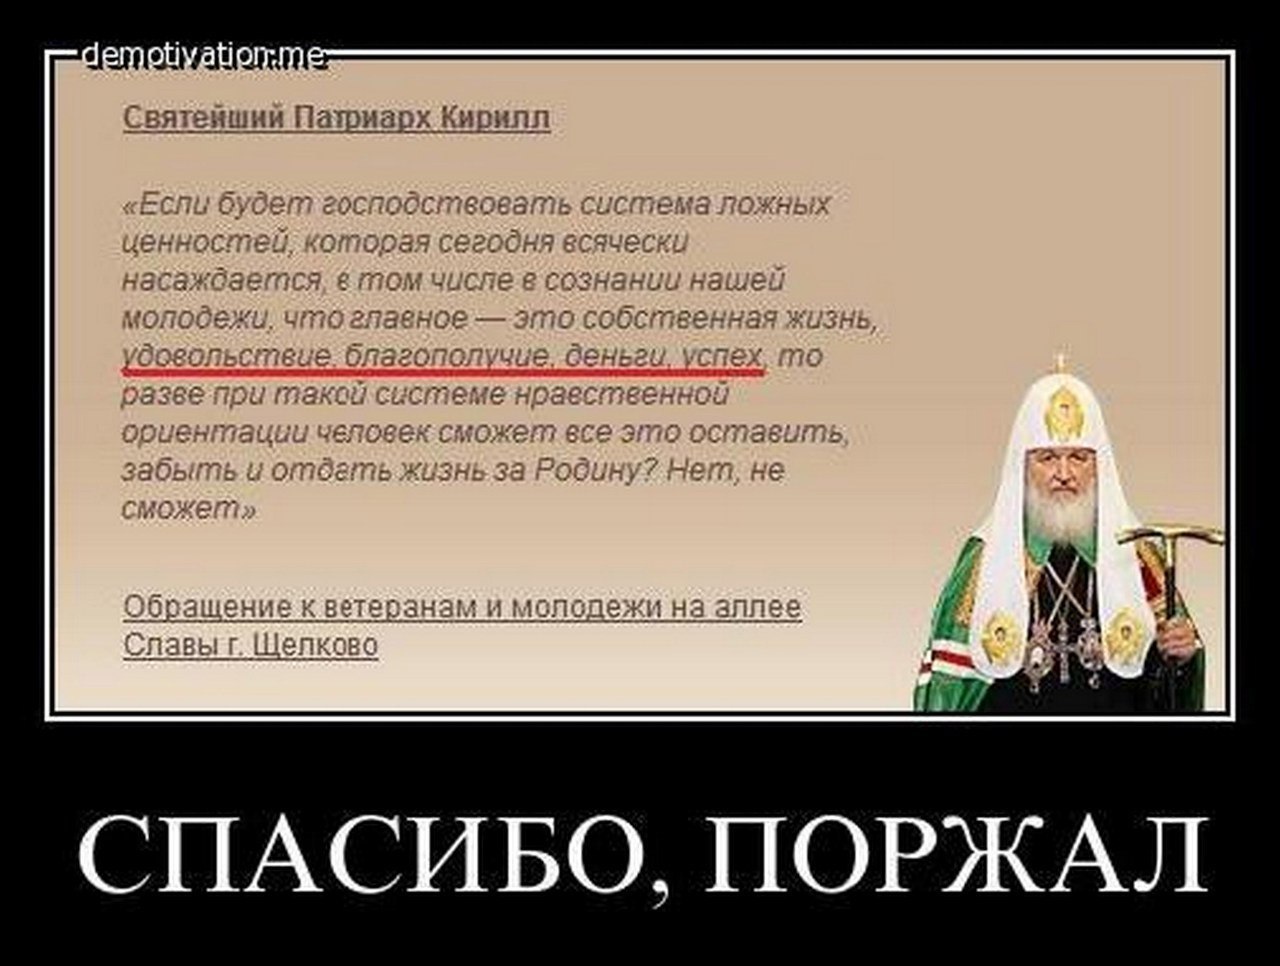 demotivation.me
Святейший Патриарх Кирилл
«Если будет господствовать система ложных
ценностей, которая сегодня всячески
насаждается, в том числе в сознании нашей
молодежи, что главное — это собственная жизнь,
удовольствие, благополучие, деньги, успех, то
разве при такой системе нравственной
ориентации человек сможет все это оставить,
забыть и отдать жизнь за Родину? Нет, не
сможет»
Обращение к ветеранам и молодежи на аллее
Славы г. Щелково
СПАСИБО, ПОРЖАЛ